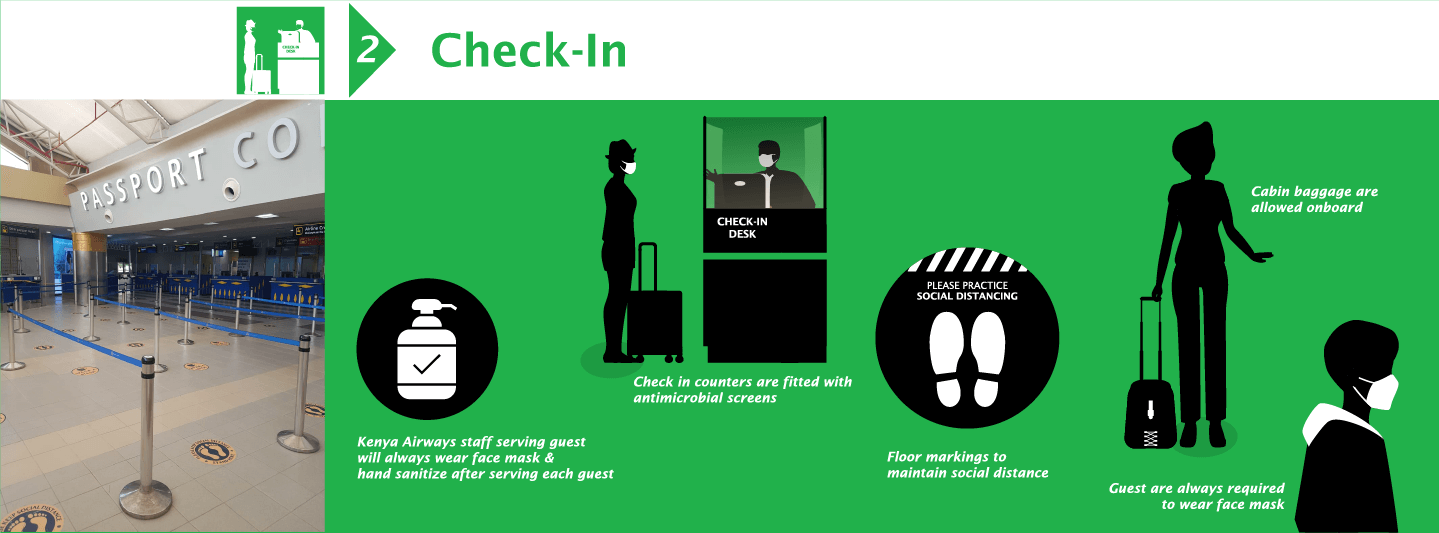 CHECK-IN
DESK
2
Check-In
PASSPORT CO
CHECK-IN
DESK
Cabin baggage are
allowed onboard
PLEASE PRACTICE
SOCIAL DISTANCING
Check in counters are fitted with
antimicrobial screens
Kenya Airways staff serving guest
will always wear face mask &
hand sanitize after serving each guest
Floor markings to
maintain social distance
Guest are always required
to wear face mask